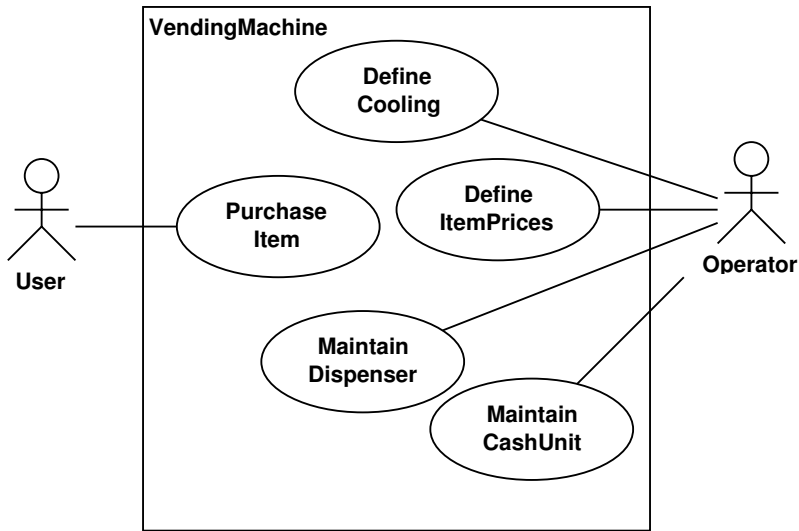 VendingMachine
Define
Cooling
Define
ItemPrices
Purchase
Item
User
Operator
Maintain
Dispenser
Maintain
CashUnit